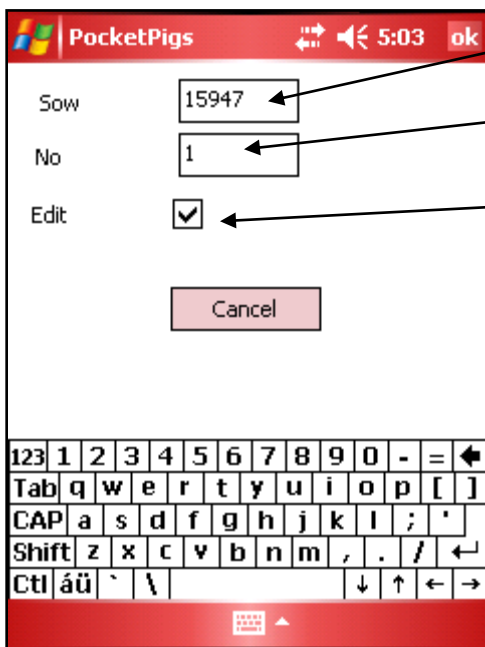 PocketPigs 5:03 ok
Sow 15947
No 1
Edit
Cancel
123 1 2 3 4 5 6 7 8 9 0 - =
Tab q w e r t y u i o p [ ]
CAP a s d f g h j k l ; '
Shift z x c v b n m , . /
Ctl áü ` \